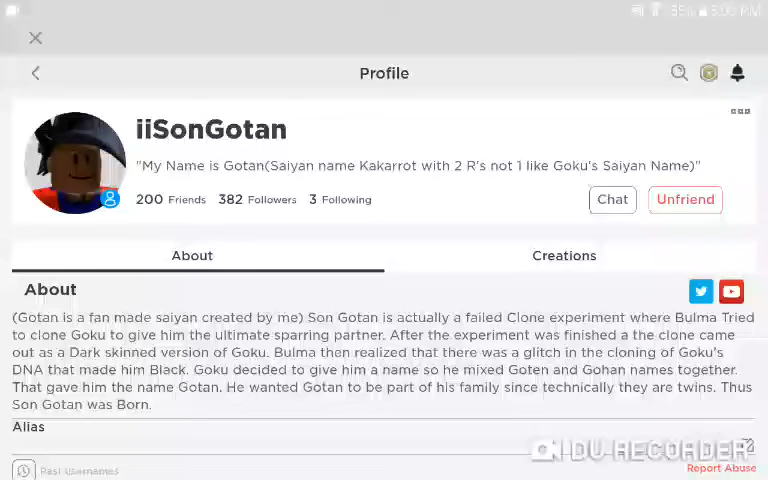 35% 5:00 PM
Profile
iiSonGotan
"My Name is Gotan(Saiyan name Kakarrot with 2 R's not 1 like Goku's Saiyan Name)"
200 Friends 382 Followers 3 Following
Chat Unfriend
About Creations
About
(Gotan is a fan made saiyan created by me) Son Gotan is actually a failed Clone experiment where Bulma Tried
to clone Goku to give him the ultimate sparring partner. After the experiment was finished a the clone came
out as a Dark skinned version of Goku. Bulma then realized that there was a glitch in the cloning of Goku's
DNA that made him Black. Goku decided to give him a name so he mixed Goten and Gohan names together.
That gave him the name Gotan. He wanted Gotan to be part of his family since technically they are twins. Thus
Son Gotan was Born.
Alias
DU RECORDER
Past usernames
Report Abuse